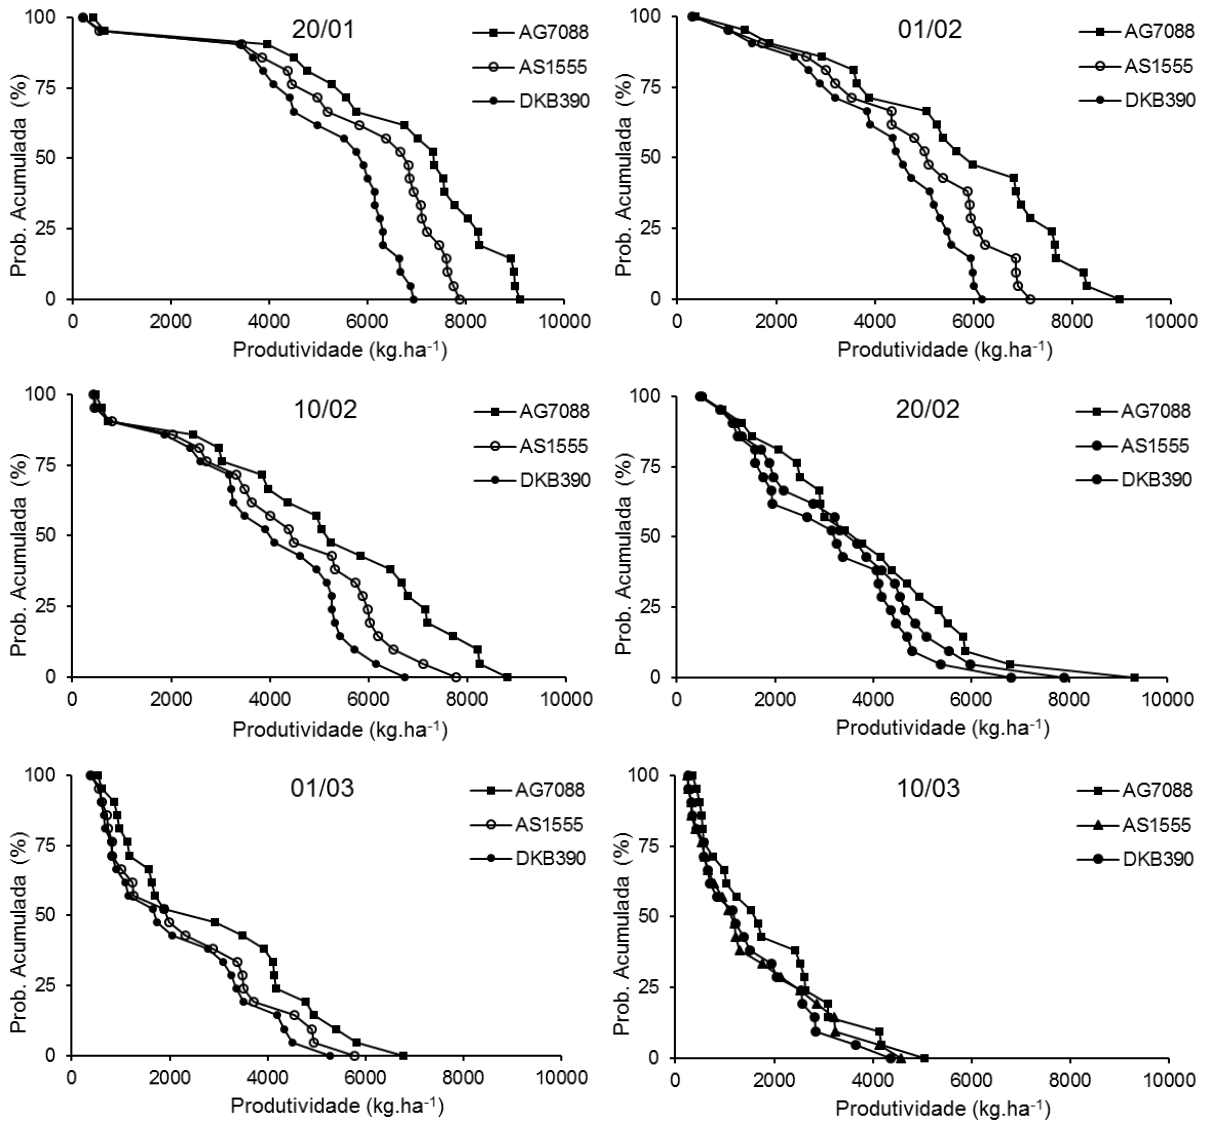 20/01
AG7088
AS1555
DKB390
Prob. Acumulada (%)
100
75
50
25
0
0 2000 4000 6000 8000 10000
Produtividade (kg.ha⁻¹)
01/02
AG7088
AS1555
DKB390
Prob. Acumulada (%)
100
75
50
25
0
0 2000 4000 6000 8000 10000
Produtividade (kg.ha⁻¹)
10/02
AG7088
AS1555
DKB390
Prob. Acumulada (%)
100
75
50
25
0
0 2000 4000 6000 8000 10000
Produtividade (kg.ha⁻¹)
20/02
AG7088
AS1555
DKB390
Prob. Acumulada (%)
100
75
50
25
0
0 2000 4000 6000 8000 10000
Produtividade (kg.ha⁻¹)
01/03
AG7088
AS1555
DKB390
Prob. Acumulada (%)
100
75
50
25
0
0 2000 4000 6000 8000 10000
Produtividade (kg.ha⁻¹)
10/03
AG7088
AS1555
DKB390
Prob. Acumulada (%)
100
75
50
25
0
0 2000 4000 6000 8000 10000
Produtividade (kg.ha⁻¹)